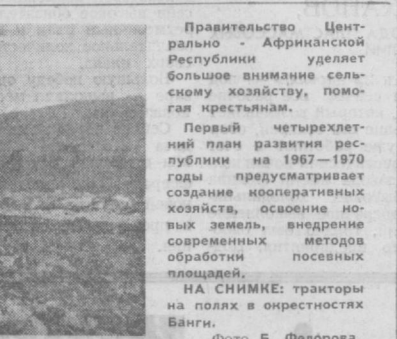 Правительство Цент-
рально - Африканской
Республики уделяет
большое внимание сель-
скому хозяйству, помо-
гая крестьянам.
Первый четырехлет-
ний план развития рес-
публики на 1967—1970
годы предусматривает
создание кооперативных
хозяйств, освоение но-
вых земель, внедрение
современных методов
обработки посевных
площадей.
НА СНИМКЕ: тракторы
на полях в окрестностях
Банги.
Фото Е. Федорова.